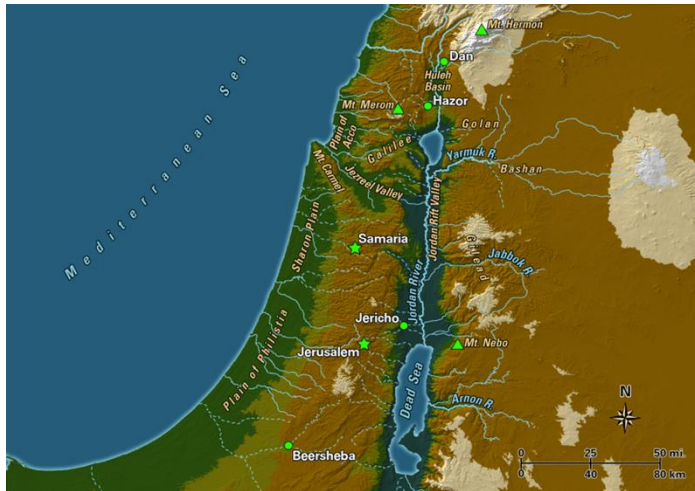 Mt. Hermon
Dan
Huleh
Basin
Mt. Merom
Hazor
Mediterranean Sea
Plain of
Acco
Galilee
Golan
Yarmuk R.
Bashan
Mt. Carmel
Jezreel Valley
Jordan Rift Valley
Sharon Plain
Samaria
Gilead
Jabbok R.
Jordan River
Jericho
Plain of Philistia
Jerusalem
Mt. Nebo
Dead Sea
Arnon R.
N
Beersheba
0 25 50 mi.
0 40 80 km